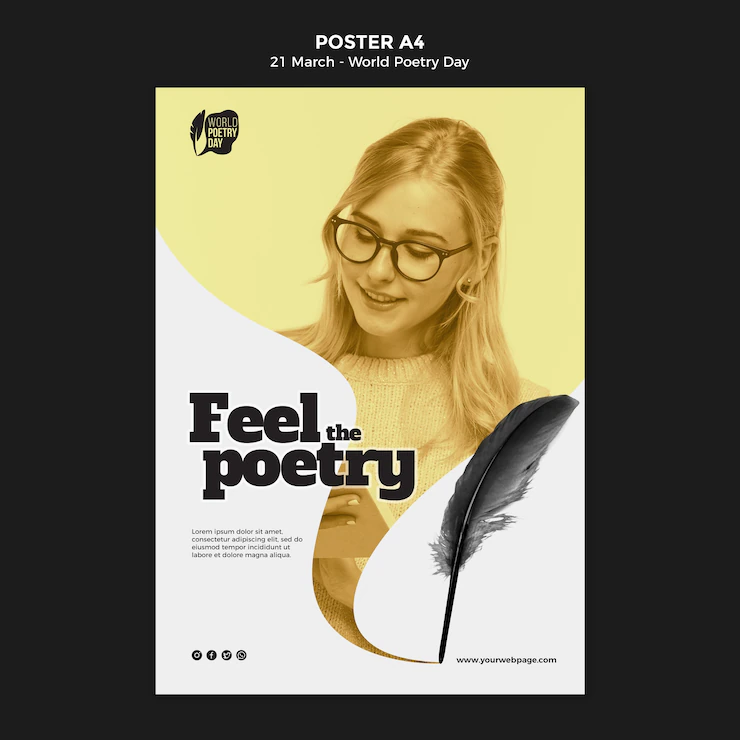 POSTER A4
21 March - World Poetry Day
WORLD
POETRY
DAY
Feel the
poetry
Lorem ipsum dolor sit amet,
consectetur adipiscing elit, sed do
eiusmod tempor incididunt ut
labore et dolore magna aliqua.
www.yourwebpage.com